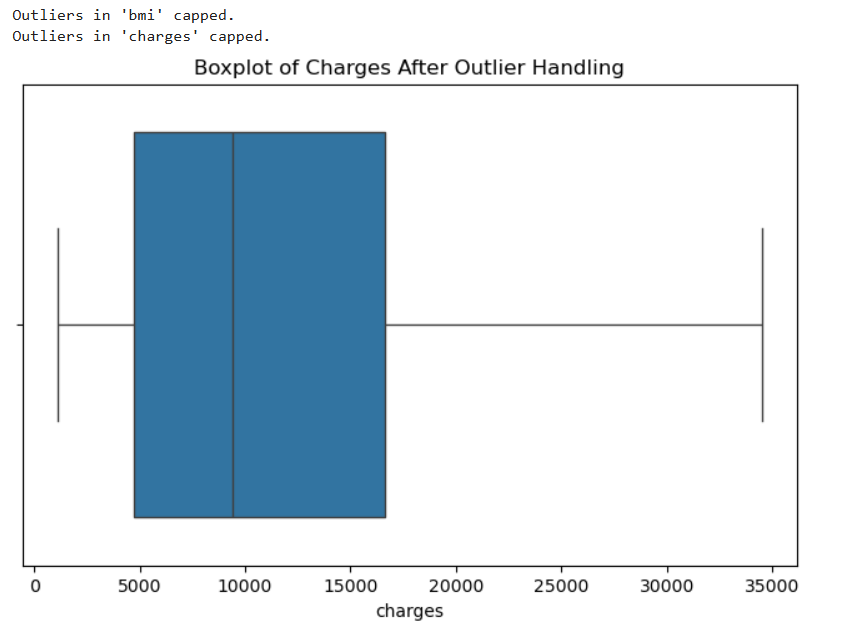 Outliers in 'bmi' capped.
Outliers in 'charges' capped.
Boxplot of Charges After Outlier Handling
0 5000 10000 15000 20000 25000 30000 35000
charges